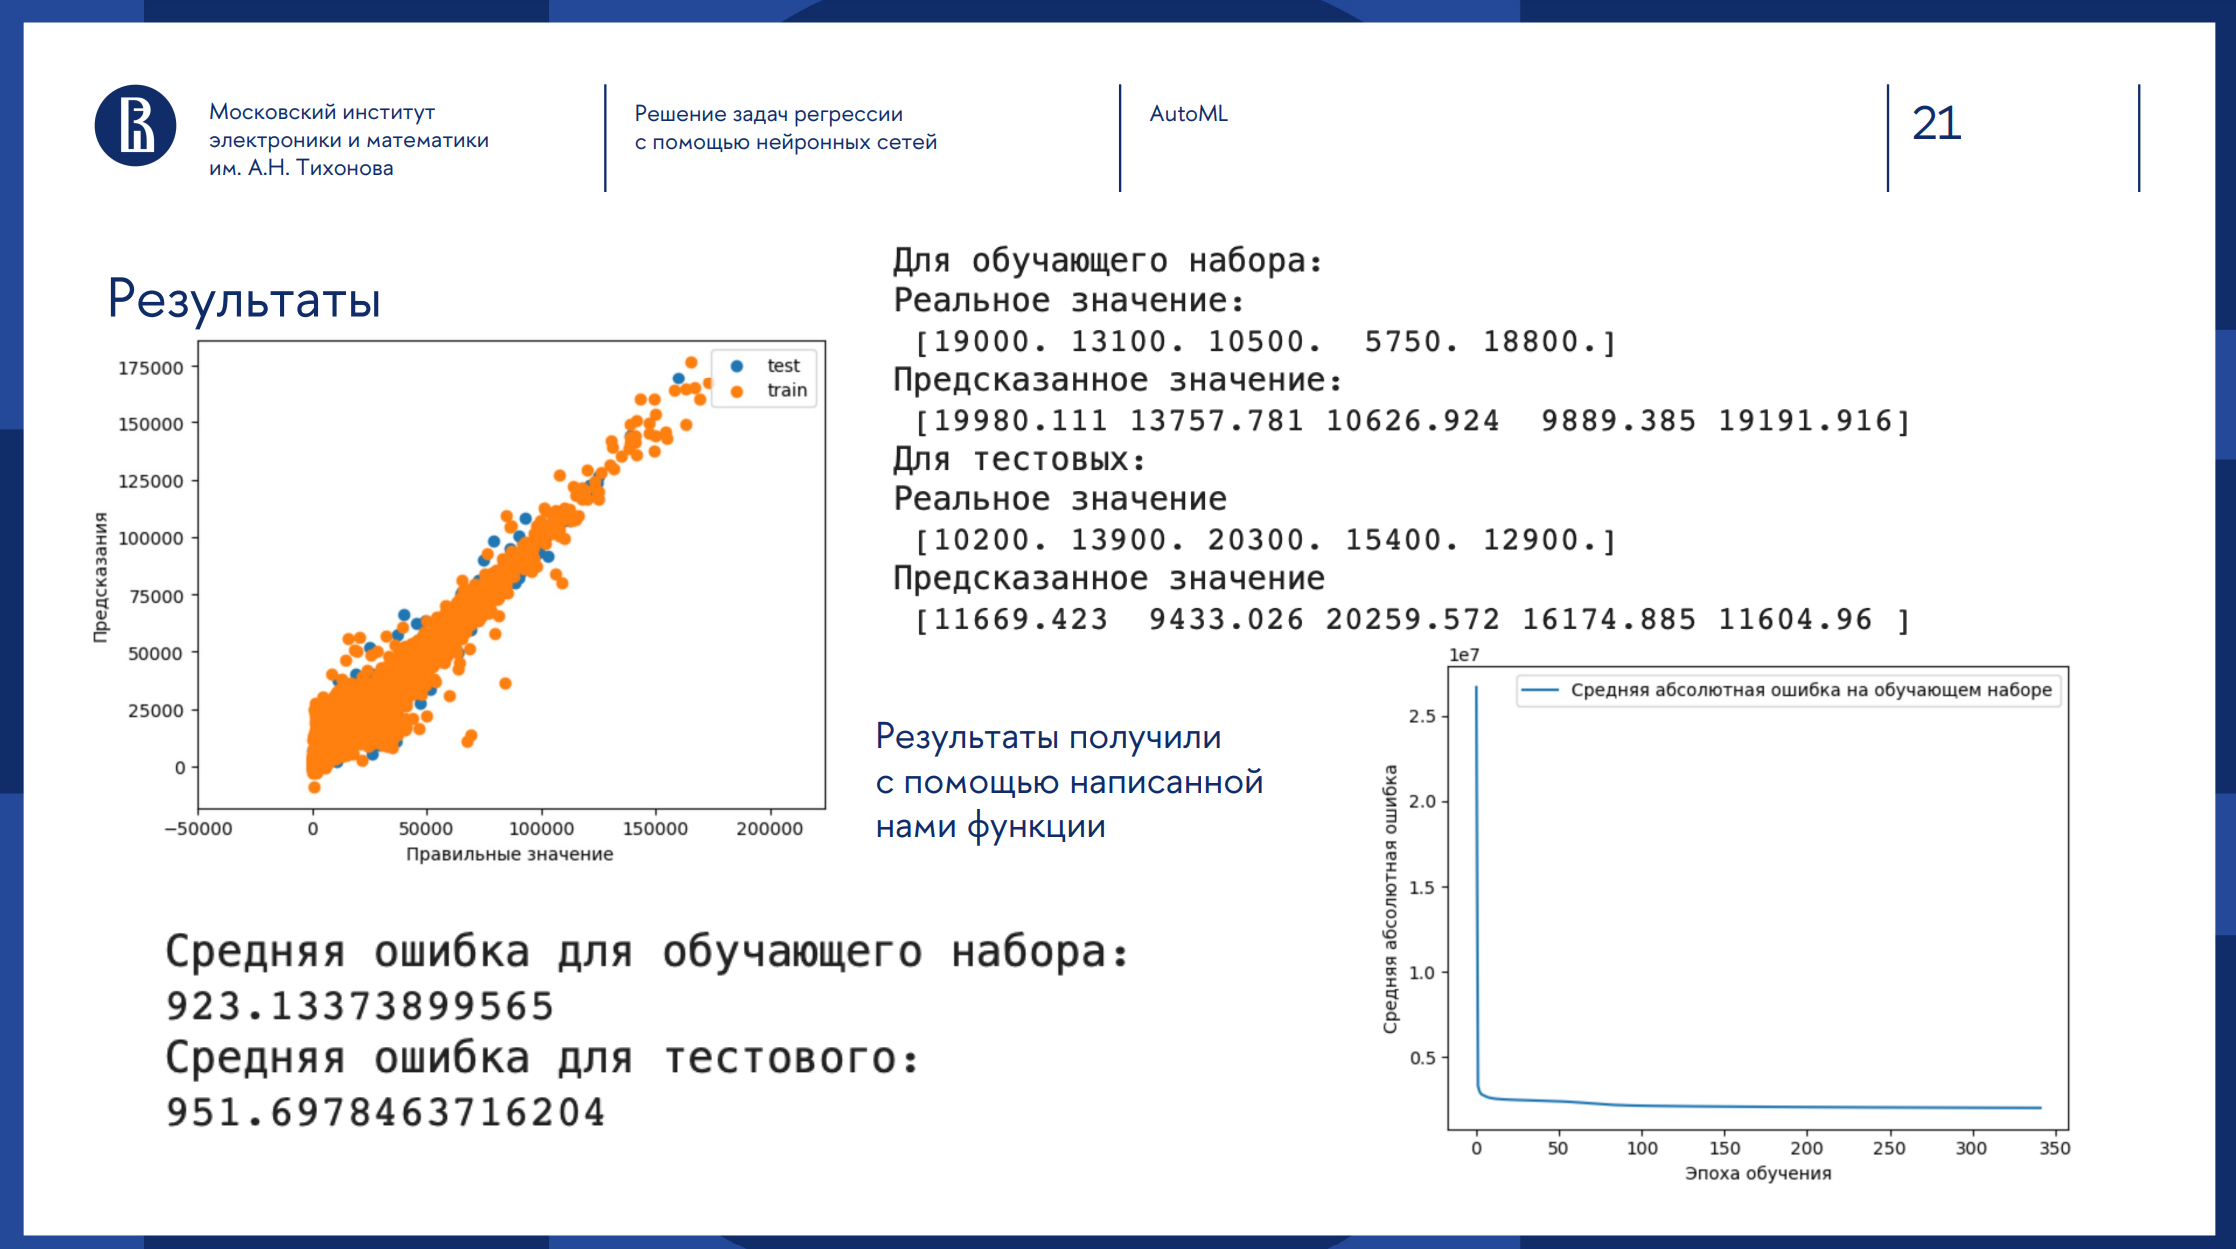 Московский институт
электроники и математики
им. А.Н. Тихонова
Решение задач регрессии
с помощью нейронных сетей
AutoML
21
Результаты
175000
150000
125000
100000
75000
50000
25000
0
Предсказания
−50000 0 50000 100000 150000 200000
Правильные значение
test
train
Для обучающего набора:
Реальное значение:
[19000. 13100. 10500.  5750. 18800.]
Предсказанное значение:
[19980.111 13757.781 10626.924  9889.385 19191.916]
Для тестовых:
Реальное значение
[10200. 13900. 20300. 15400. 12900.]
Предсказанное значение
[11669.423  9433.026 20259.572 16174.885 11604.96 ]
Результаты получили
с помощью написанной
нами функции
1e7
Средняя абсолютная ошибка на обучающем наборе
2.5
2.0
1.5
1.0
0.5
Средняя абсолютная ошибка
0 50 100 150 200 250 300 350
Эпоха обучения
Средняя ошибка для обучающего набора:
923.13373899565
Средняя ошибка для тестового:
951.6978463716204